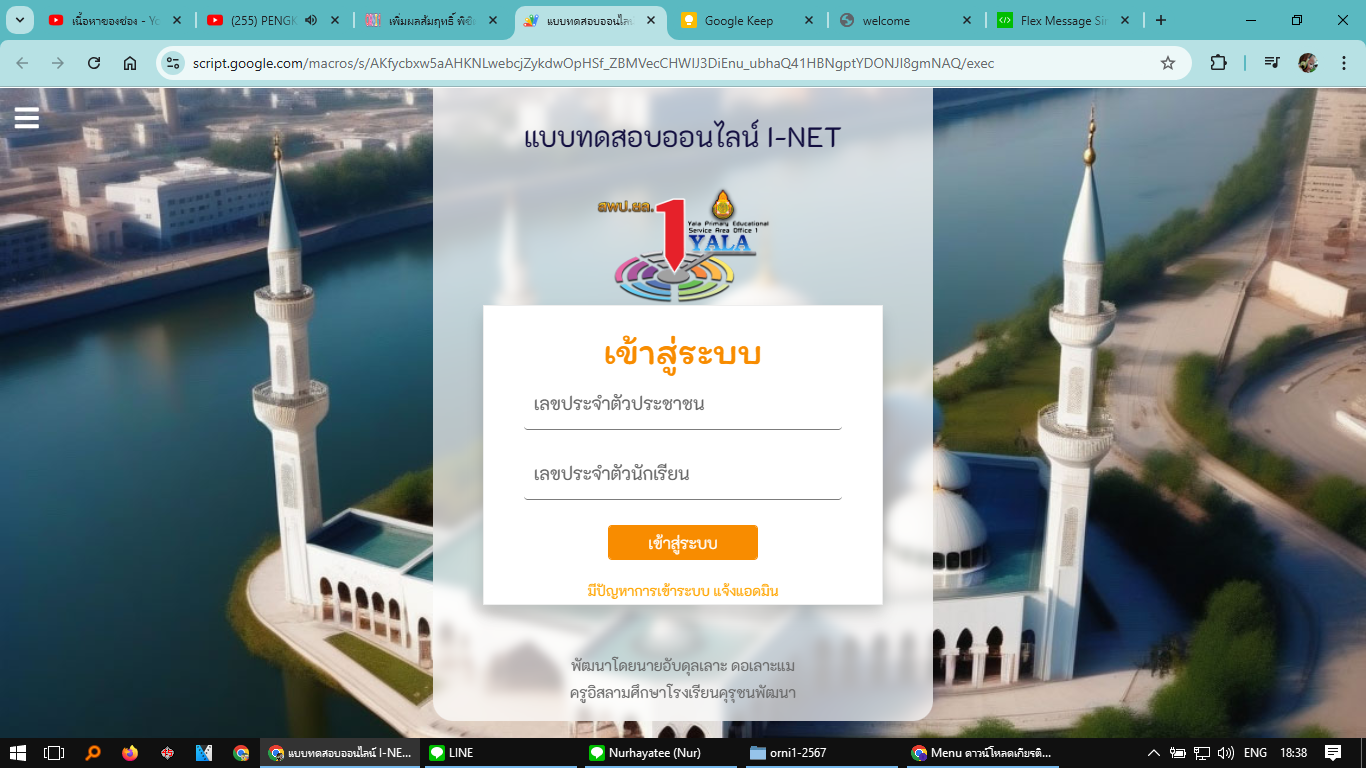 เนื้อหาของช่อง - Yo
(255) PENGK
เพิ่มผลสัมฤทธิ์ พิชิต
แบบทดสอบออนไลน์
Google Keep
welcome
Flex Message Si
script.google.com/macros/s/AKfycbxw5aAHKNLwebcjZykdwOpHSf_ZBMVecCHWIJ3DiEnu_ubhaQ41HBNgptYDONJI8gmNAQ/exec
แบบทดสอบออนไลน์ I-NET
สพป.ยล.
1
Yala Primary Educational
Service Area Office 1
YALA
เข้าสู่ระบบ
เลขประจำตัวประชาชน
เลขประจำตัวนักเรียน
เข้าสู่ระบบ
มีปัญหาการเข้าระบบ แจ้งแอดมิน
พัฒนาโดยนายอับดุลเลาะ ดอเลาะแม
ครูอิสลามศึกษาโรงเรียนคุรุชนพัฒนา
แบบทดสอบออนไลน์ I-NE...
LINE
Nurhayatee (Nur)
orni1-2567
Menu ดาวน์โหลดเกียรติ...
ENG
18:38